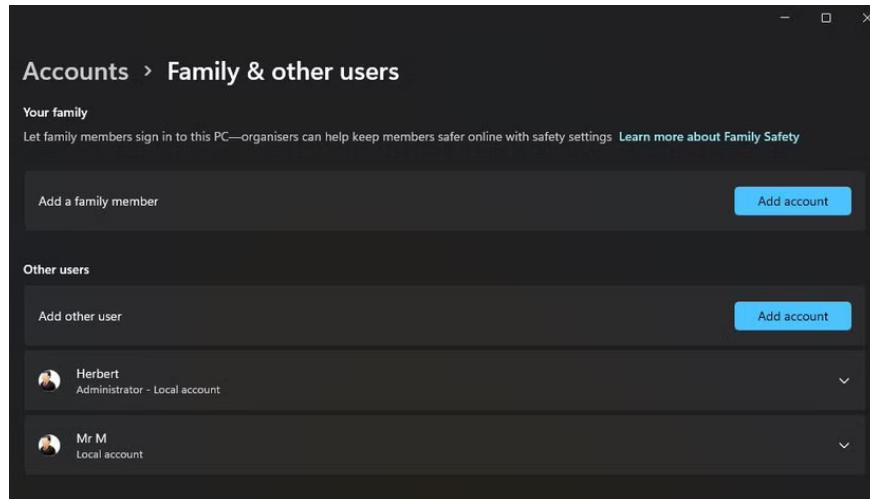 Accounts > Family & other users
Your family
Let family members sign in to this PC—organisers can help keep members safer online with safety settings Learn more about Family Safety
Add a family member
Add account
Other users
Add other user
Add account
Herbert
Administrator - Local account
Mr M
Local account